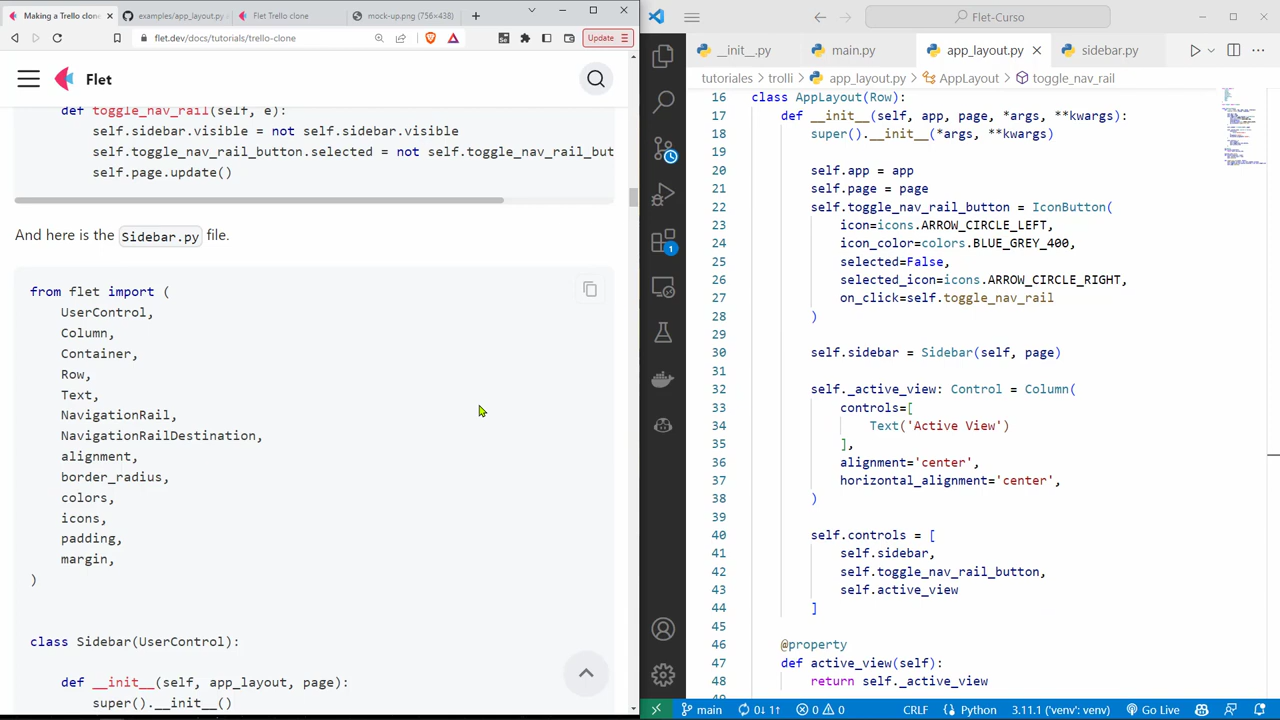 Making a Trello clone
examples/app_layout.py
Flet Trello clone
mock-up.png (756×438)
flet.dev/docs/tutorials/trello-clone
Update
Flet
def toggle_nav_rail(self, e):
self.sidebar.visible = not self.sidebar.visible
self.toggle_nav_rail_button.selected = not self.toggle_nav_rail_but
self.page.update()
And here is the Sidebar.py file.
from flet import (
UserControl,
Column,
Container,
Row,
Text,
NavigationRail,
NavigationRailDestination,
alignment,
border_radius,
colors,
icons,
padding,
margin,
)
class Sidebar(UserControl):
def __init__(self, app_layout, page):
super().__init__()
Flet-Curso
__init__.py
main.py
app_layout.py
sidebar.py
tutoriales > trolli > app_layout.py > AppLayout > toggle_nav_rail
16 class AppLayout(Row):
17 def __init__(self, app, page, *args, **kwargs):
18 super().__init__(*args, **kwargs)
19
20 self.app = app
21 self.page = page
22 self.toggle_nav_rail_button = IconButton(
23 icon=icons.ARROW_CIRCLE_LEFT,
24 icon_color=colors.BLUE_GREY_400,
25 selected=False,
26 selected_icon=icons.ARROW_CIRCLE_RIGHT,
27 on_click=self.toggle_nav_rail
28 )
29
30 self.sidebar = Sidebar(self, page)
31
32 self._active_view: Control = Column(
33 controls=[
34 Text('Active View')
35 ],
36 alignment='center',
37 horizontal_alignment='center',
38 )
39
40 self.controls = [
41 self.sidebar,
42 self.toggle_nav_rail_button,
43 self.active_view
44 ]
45
46 @property
47 def active_view(self):
48 return self._active_view
1
main
0↓ 1↑
0
0
CRLF
Python
3.11.1 ('venv': venv)
Go Live